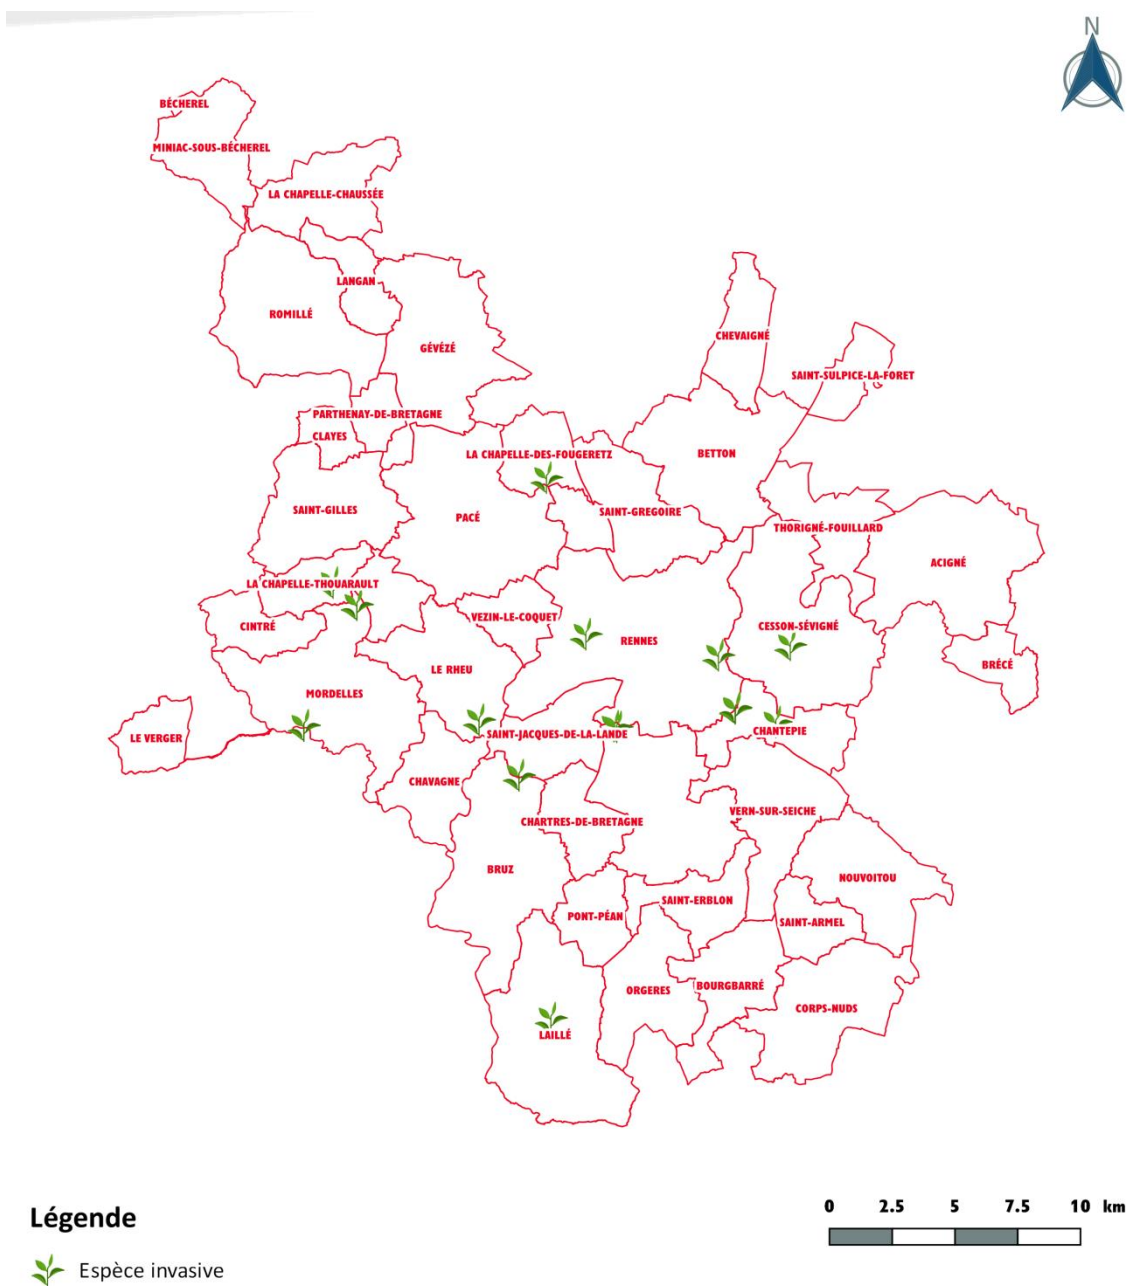 N
BÉCHEREL
MINIAC-SOUS-BÉCHEREL
LA CHAPELLE-CHAUSSÉE
LANGAN
ROMILLÉ
GÉVÉZÉ
CHEVAIGNÉ
SAINT-SULPICE-LA-FORET
PARTHENAY-DE-BRETAGNE
CLAYES
LA CHAPELLE-DES-FOUGERETZ
BETTON
SAINT-GILLES
PACÉ
SAINT-GREGOIRE
THORIGNÉ-FOUILLARD
ACIGNÉ
LA CHAPELLE-THOUARAULT
CINTRÉ
VEZIN-LE-COQUET
RENNES
CESSON-SÉVIGNÉ
BRÉCÉ
LE RHEU
MORDELLES
LE VERGER
SAINT-JACQUES-DE-LA-LANDE
CHANTEPIE
CHAVAGNE
CHARTRES-DE-BRETAGNE
VERN-SUR-SEICHE
BRUZ
NOUVOITOU
SAINT-ERBLON
PONT-PÉAN
SAINT-ARMEL
ORGERES
BOURGBARRÉ
CORPS-NUDS
LAILLÉ
Légende
Espèce invasive
0 2.5 5 7.5 10 km